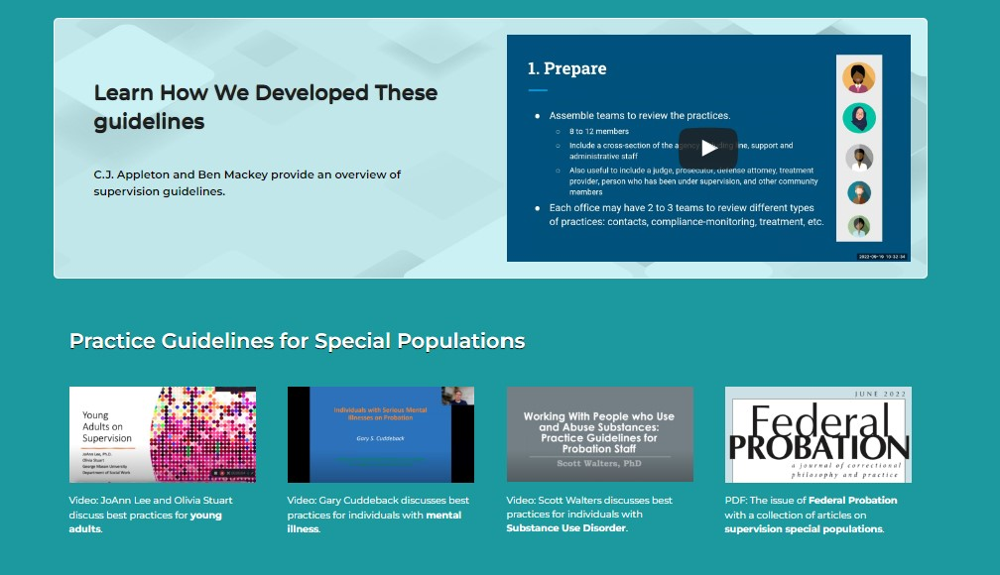 Learn How We Developed These
guidelines
C.J. Appleton and Ben Mackey provide an overview of
supervision guidelines.
1. Prepare
Assemble teams to review the practices.
8 to 12 members
Include a cross-section of the line, support and
administrative staff
Also useful to include a judge, prosecutor, defense attorney, treatment
provider, person who has been under supervision, and other community
members
Each office may have 2 to 3 teams to review different types
of practices: contacts, compliance-monitoring, treatment, etc.
Practice Guidelines for Special Populations
Young
Adults on
Supervision
JoAnn Lee, Ph.D.
Olivia Stuart
George Mason University
Department of Social Work
Video: JoAnn Lee and Olivia Stuart
discuss best practices for young
adults.
Individuals with Serious Mental
Illnesses on Probation
Gary S. Cuddeback
Video: Gary Cuddeback discusses best
practices for individuals with mental
illness.
Working With People who Use
and Abuse Substances:
Practice Guidelines for
Probation Staff
Scott Walters, PhD
Video: Scott Walters discusses best
practices for individuals with
Substance Use Disorder.
JUNE 2022
Federal
PROBATION
a journal of correctional
philosophy and practice
PDF: The issue of Federal Probation
with a collection of articles on
supervision special populations.